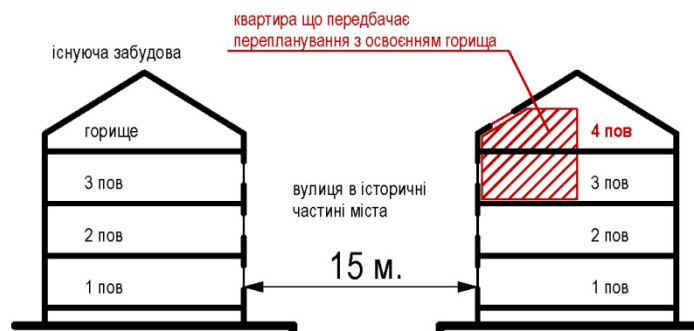 квартира що передбачає
перепланування з освоєнням горища
існуюча забудова
горище
4 пов
3 пов
вулиця в історичні
частині міста
3 пов
2 пов
2 пов
15 м.
1 пов
1 пов